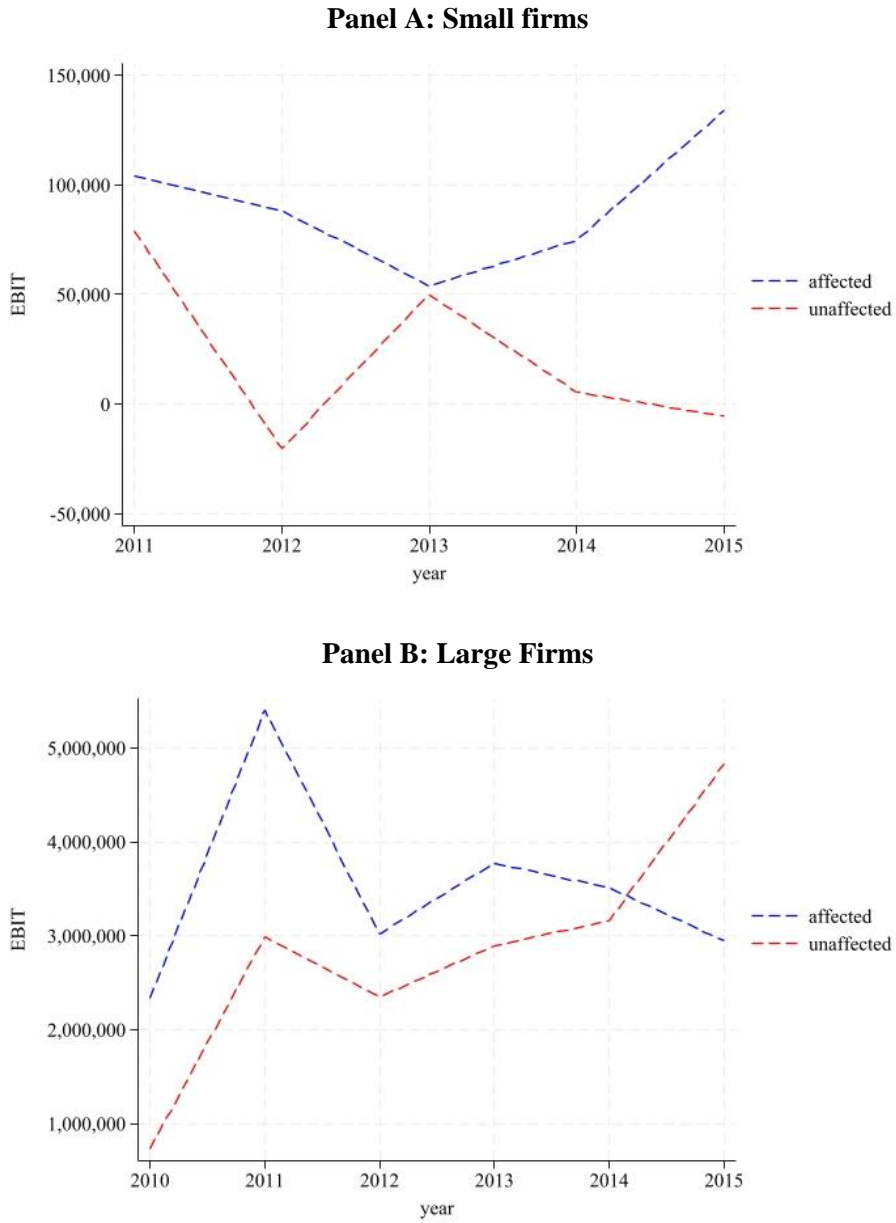 Panel A: Small firms
150,000
100,000
50,000
0
-50,000
EBIT
2011 2012 2013 2014 2015
year
affected
unaffected
Panel B: Large Firms
5,000,000
4,000,000
3,000,000
2,000,000
1,000,000
EBIT
2010 2011 2012 2013 2014 2015
year
affected
unaffected